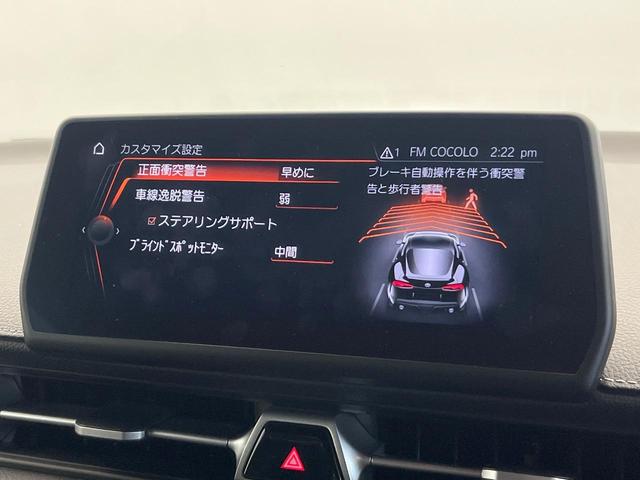 カスタマイズ設定
1 FM COCOLO 2:22 pm
正面衝突警告 早めに
車線逸脱警告 弱
ステアリングサポート
ﾌﾞﾗｲﾝﾄﾞｽﾎﾟｯﾄﾓﾆﾀｰ 中間
ブレーキ自動操作を伴う衝突警
告と歩行者警告